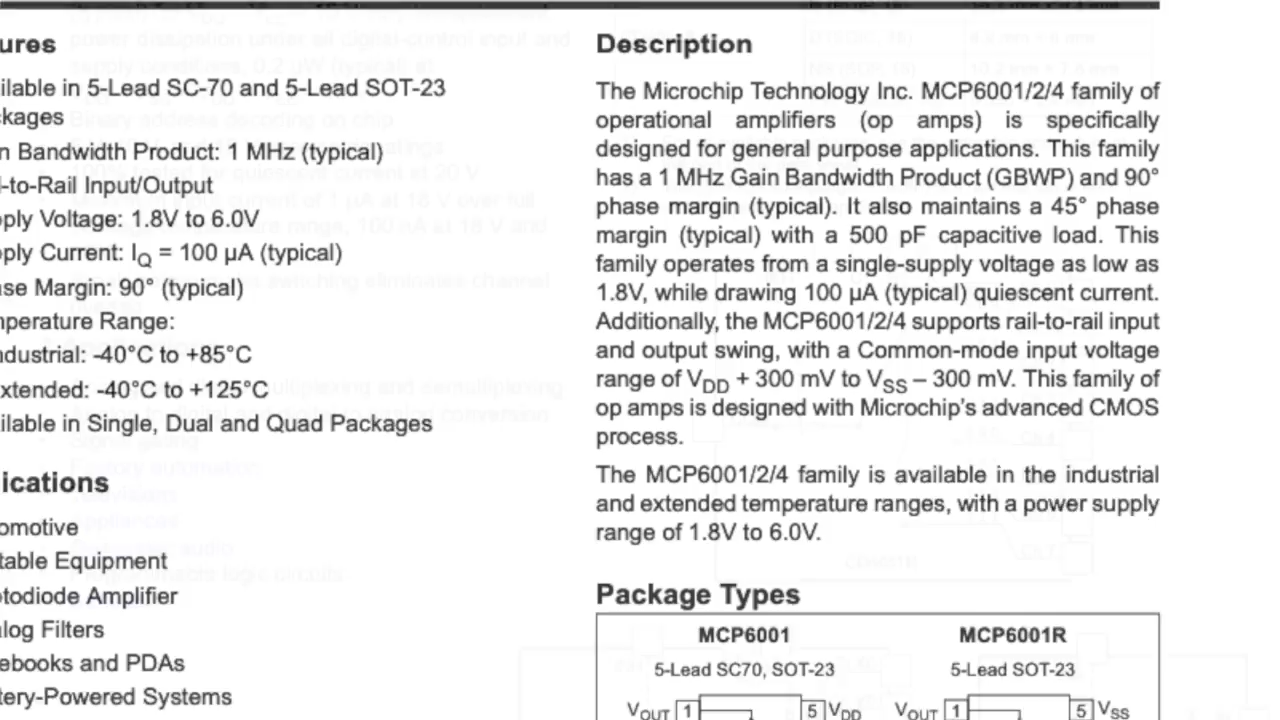 ures
ilable in 5-Lead SC-70 and 5-Lead SOT-23
kages
n Bandwidth Product: 1 MHz (typical)
l-to-Rail Input/Output
pply Voltage: 1.8V to 6.0V
pply Current: IQ = 100 µA (typical)
ase Margin: 90° (typical)
mperature Range:
ndustrial: -40°C to +85°C
xtended: -40°C to +125°C
ilable in Single, Dual and Quad Packages
ications
omotive
table Equipment
todiode Amplifier
log Filters
ebooks and PDAs
tery-Powered Systems
Description
The Microchip Technology Inc. MCP6001/2/4 family of
operational amplifiers (op amps) is specifically
designed for general purpose applications. This family
has a 1 MHz Gain Bandwidth Product (GBWP) and 90°
phase margin (typical). It also maintains a 45° phase
margin (typical) with a 500 pF capacitive load. This
family operates from a single-supply voltage as low as
1.8V, while drawing 100 µA (typical) quiescent current.
Additionally, the MCP6001/2/4 supports rail-to-rail input
and output swing, with a Common-mode input voltage
range of VDD + 300 mV to VSS – 300 mV. This family of
op amps is designed with Microchip's advanced CMOS
process.
The MCP6001/2/4 family is available in the industrial
and extended temperature ranges, with a power supply
range of 1.8V to 6.0V.
Package Types
MCP6001 MCP6001R
5-Lead SC70, SOT-23 5-Lead SOT-23
VOUT 1 5 VDD VOUT 1 5 VSS